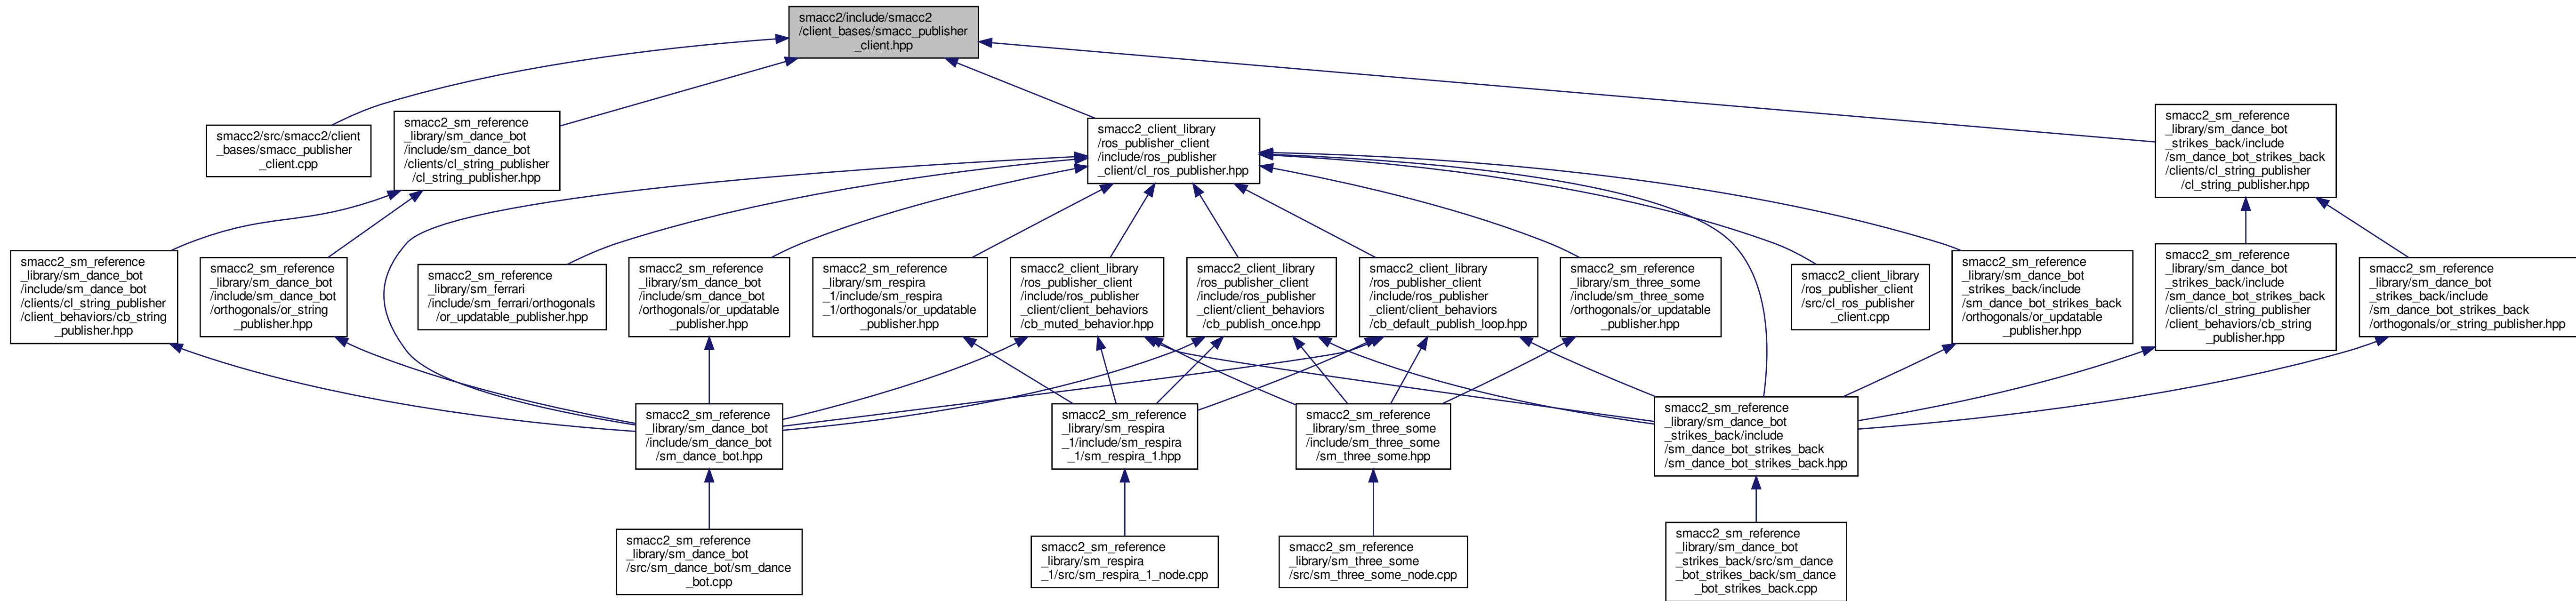 smacc2/include/smacc2
/client_bases/smacc_publisher
_client.hpp
smacc2/src/smacc2/client
_bases/smacc_publisher
_client.cpp
smacc2_sm_reference
_library/sm_dance_bot
/include/sm_dance_bot
/clients/cl_string_publisher
/cl_string_publisher.hpp
smacc2_client_library
/ros_publisher_client
/include/ros_publisher
_client/cl_ros_publisher.hpp
smacc2_sm_reference
_library/sm_dance_bot
_strikes_back/include
/sm_dance_bot_strikes_back
/clients/cl_string_publisher
/cl_string_publisher.hpp
smacc2_sm_reference
_library/sm_dance_bot
/include/sm_dance_bot
/clients/cl_string_publisher
/client_behaviors/cb_string
_publisher.hpp
smacc2_sm_reference
_library/sm_dance_bot
/include/sm_dance_bot
/orthogonals/or_string
_publisher.hpp
smacc2_sm_reference
_library/sm_ferrari
/include/sm_ferrari/orthogonals
/or_updatable_publisher.hpp
smacc2_sm_reference
_library/sm_dance_bot
/include/sm_dance_bot
/orthogonals/or_updatable
_publisher.hpp
smacc2_sm_reference
_library/sm_respira
_1/include/sm_respira
_1/orthogonals/or_updatable
_publisher.hpp
smacc2_client_library
/ros_publisher_client
/include/ros_publisher
_client/client_behaviors
/cb_muted_behavior.hpp
smacc2_client_library
/ros_publisher_client
/include/ros_publisher
_client/client_behaviors
/cb_publish_once.hpp
smacc2_client_library
/ros_publisher_client
/include/ros_publisher
_client/client_behaviors
/cb_default_publish_loop.hpp
smacc2_sm_reference
_library/sm_three_some
/include/sm_three_some
/orthogonals/or_updatable
_publisher.hpp
smacc2_client_library
/ros_publisher_client
/src/cl_ros_publisher
_client.cpp
smacc2_sm_reference
_library/sm_dance_bot
_strikes_back/include
/sm_dance_bot_strikes_back
/orthogonals/or_updatable
_publisher.hpp
smacc2_sm_reference
_library/sm_dance_bot
_strikes_back/include
/sm_dance_bot_strikes_back
/clients/cl_string_publisher
/client_behaviors/cb_string
_publisher.hpp
smacc2_sm_reference
_library/sm_dance_bot
_strikes_back/include
/sm_dance_bot_strikes_back
/orthogonals/or_string_publisher.hpp
smacc2_sm_reference
_library/sm_dance_bot
/include/sm_dance_bot
/sm_dance_bot.hpp
smacc2_sm_reference
_library/sm_respira
_1/include/sm_respira
_1/sm_respira_1.hpp
smacc2_sm_reference
_library/sm_three_some
/include/sm_three_some
/sm_three_some.hpp
smacc2_sm_reference
_library/sm_dance_bot
_strikes_back/include
/sm_dance_bot_strikes_back
/sm_dance_bot_strikes_back.hpp
smacc2_sm_reference
_library/sm_dance_bot
/src/sm_dance_bot/sm_dance
_bot.cpp
smacc2_sm_reference
_library/sm_respira
_1/src/sm_respira_1_node.cpp
smacc2_sm_reference
_library/sm_three_some
/src/sm_three_some_node.cpp
smacc2_sm_reference
_library/sm_dance_bot
_strikes_back/src/sm_dance
_bot_strikes_back/sm_dance
_bot_strikes_back.cpp